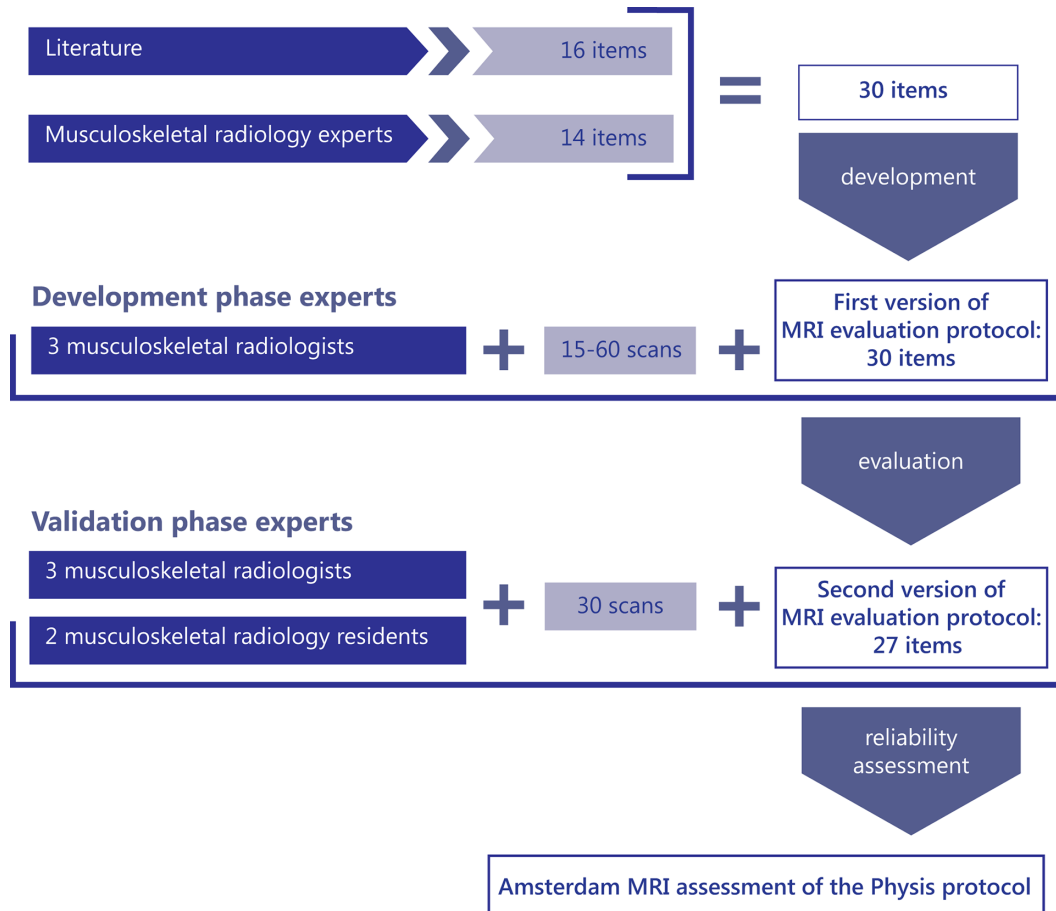 Literature
16 items
Musculoskeletal radiology experts
14 items
=
30 items
development
Development phase experts
3 musculoskeletal radiologists
+
15-60 scans
+
First version of
MRI evaluation protocol:
30 items
evaluation
Validation phase experts
3 musculoskeletal radiologists
2 musculoskeletal radiology residents
+
30 scans
+
Second version of
MRI evaluation protocol:
27 items
reliability
assessment
Amsterdam MRI assessment of the Physis protocol